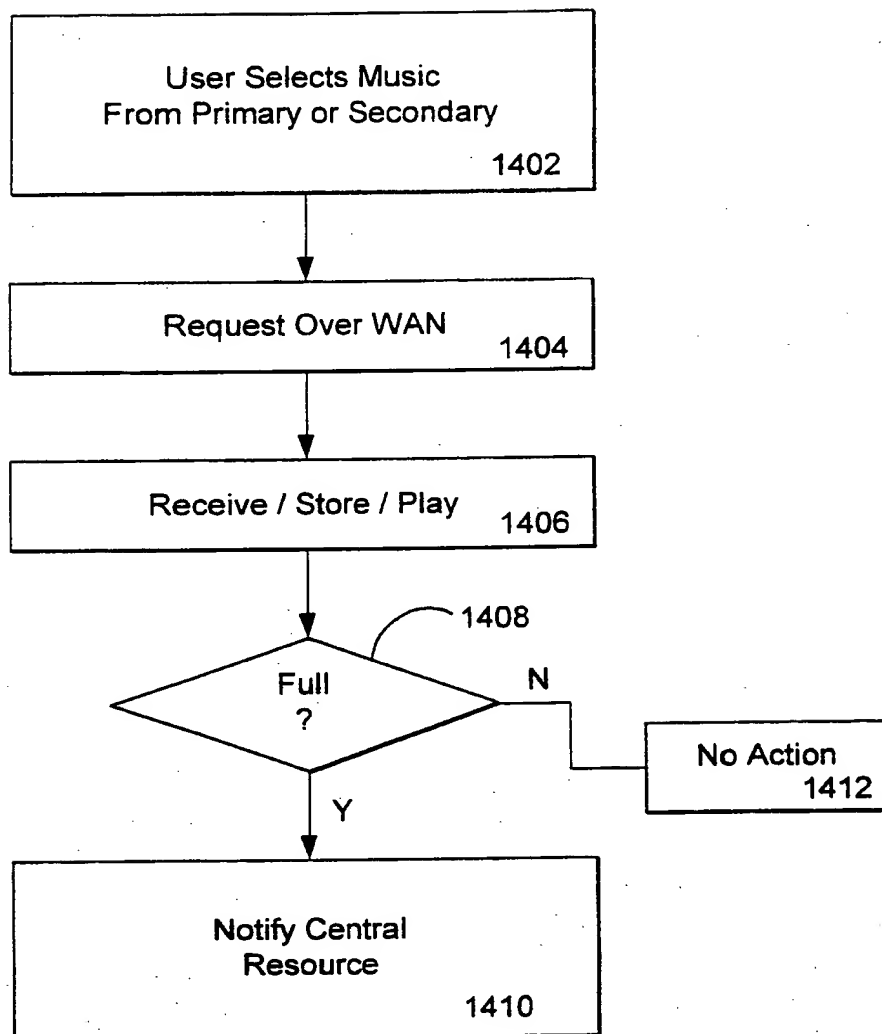 User Selects Music
From Primary or Secondary
1402
Request Over WAN
1404
Receive / Store / Play
1406
1408
Full
?
N
No Action
1412
Y
Notify Central
Resource
1410